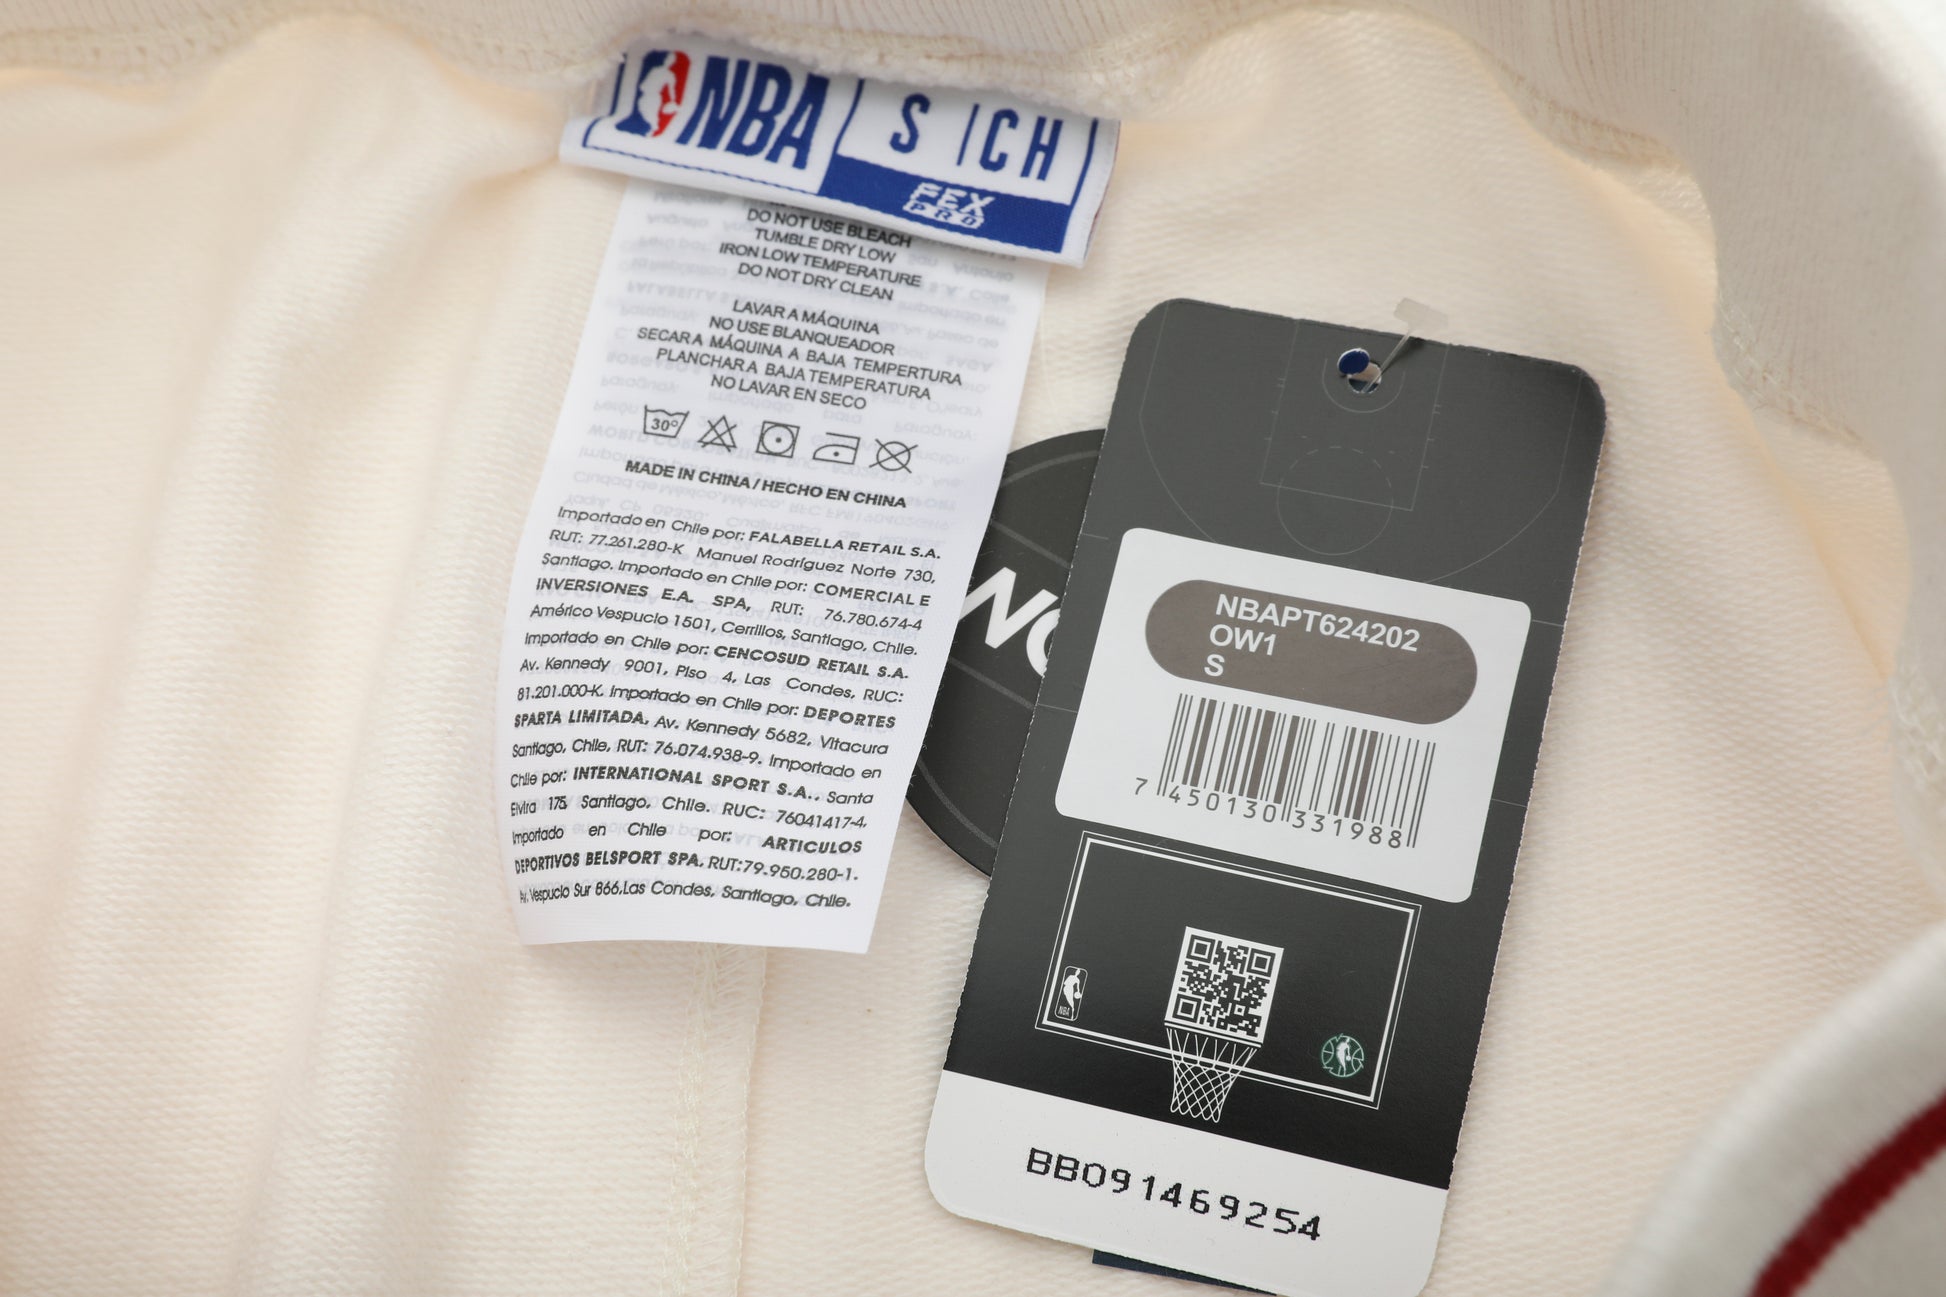 NBA
S | CH
FEX
PRO
DO NOT USE BLEACH
TUMBLE DRY LOW
IRON LOW TEMPERATURE
DO NOT DRY CLEAN
LAVAR A MÁQUINA
NO USE BLANQUEADOR
SECAR A MÁQUINA A BAJA TEMPERTURA
PLANCHAR A BAJA TEMPERATURA
NO LAVAR EN SECO
30°
MADE IN CHINA / HECHO EN CHINA
Importado en Chile por: FALABELLA RETAIL S.A.
RUT: 77.261.280-K Manuel Rodríguez Norte 730,
Santiago. Importado en Chile por: COMERCIAL E
INVERSIONES E.A. SPA, RUT: 76.780.674-4
Américo Vespucio 1501, Cerrillos, Santiago, Chile.
Importado en Chile por: CENCOSUD RETAIL S.A.
Av. Kennedy 9001, Piso 4, Las Condes, RUC:
81.201.000-K. Importado en Chile por: DEPORTES
SPARTA LIMITADA, Av. Kennedy 5682, Vitacura
Santiago, Chile, RUT: 76.074.938-9. Importado en
Chile por: INTERNATIONAL SPORT S.A., Santa
Elvira 175, Santiago, Chile. RUC: 76041417-4,
Importado en Chile por: ARTICULOS
DEPORTIVOS BELSPORT SPA. RUT:79.950.280-1.
Av. Vespucio Sur 866,Las Condes, Santiago, Chile.
NBAPT624202
OW1
S
7 450130 331988
NBA
BB091469254